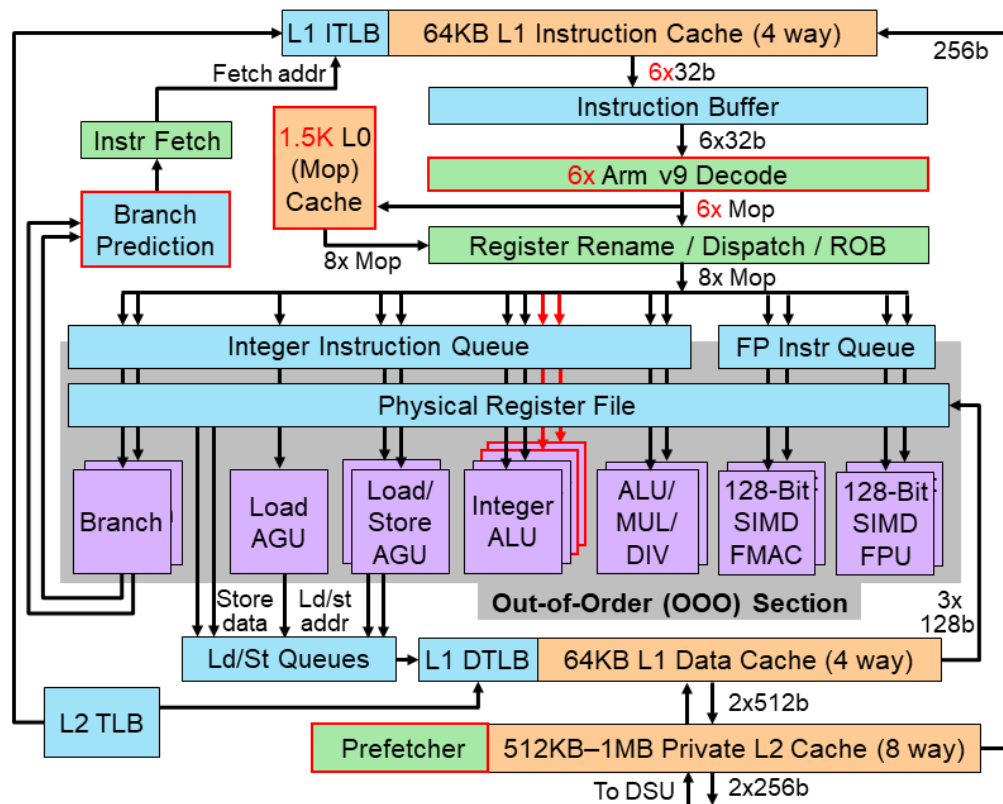 L1 ITLB
64KB L1 Instruction Cache (4 way)
256b
Fetch addr
6x32b
Instruction Buffer
Instr Fetch
1.5K L0
(Mop)
Cache
6x32b
6x Arm v9 Decode
6x Mop
Branch
Prediction
Register Rename / Dispatch / ROB
8x Mop
8x Mop
Integer Instruction Queue
FP Instr Queue
Physical Register File
Branch
Load
AGU
Load/
Store
AGU
Integer
ALU
ALU/
MUL/
DIV
128-Bit
SIMD
FMAC
128-Bit
SIMD
FPU
Out-of-Order (OOO) Section
Store
data
Ld/st
addr
3x
128b
Ld/St Queues
L1 DTLB
64KB L1 Data Cache (4 way)
L2 TLB
2x512b
Prefetcher
512KB–1MB Private L2 Cache (8 way)
To DSU
2x256b